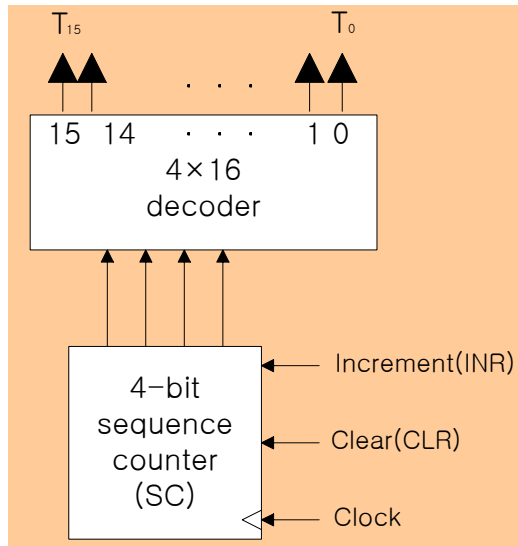 T₁₅ T₀
. . .
15 14 . . . 1 0
4×16
decoder
4-bit
sequence
counter
(SC)
Increment(INR)
Clear(CLR)
Clock